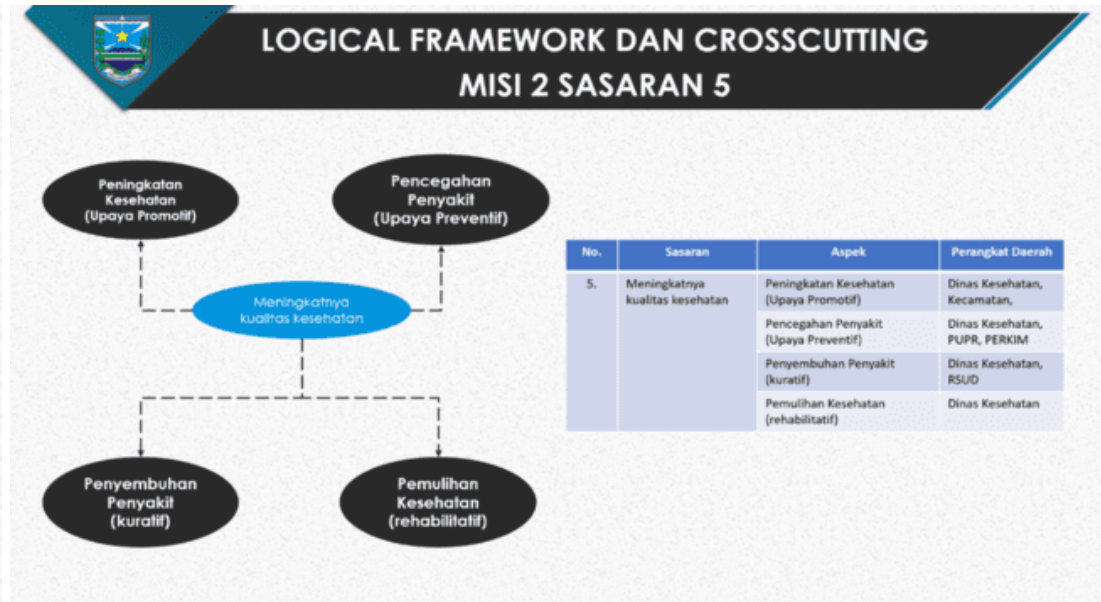 LOGICAL FRAMEWORK DAN CROSSCUTTING
MISI 2 SASARAN 5
Peningkatan
Kesehatan
(Upaya Promotif)
Pencegahan
Penyakit
(Upaya Preventif)
Meningkatnya
kualitas kesehatan
Penyembuhan
Penyakit
(kuratif)
Pemulihan
Kesehatan
(rehabilitatif)
No. Sasaran Aspek Perangkat Daerah
5. Meningkatnya Peningkatan Kesehatan Dinas Kesehatan,
kualitas kesehatan (Upaya Promotif) Kecamatan,
Pencegahan Penyakit Dinas Kesehatan,
(Upaya Preventif) PUPR, PERKIM
Penyembuhan Penyakit Dinas Kesehatan,
(kuratif) RSUD
Pemulihan Kesehatan Dinas Kesehatan
(rehabilitatif)